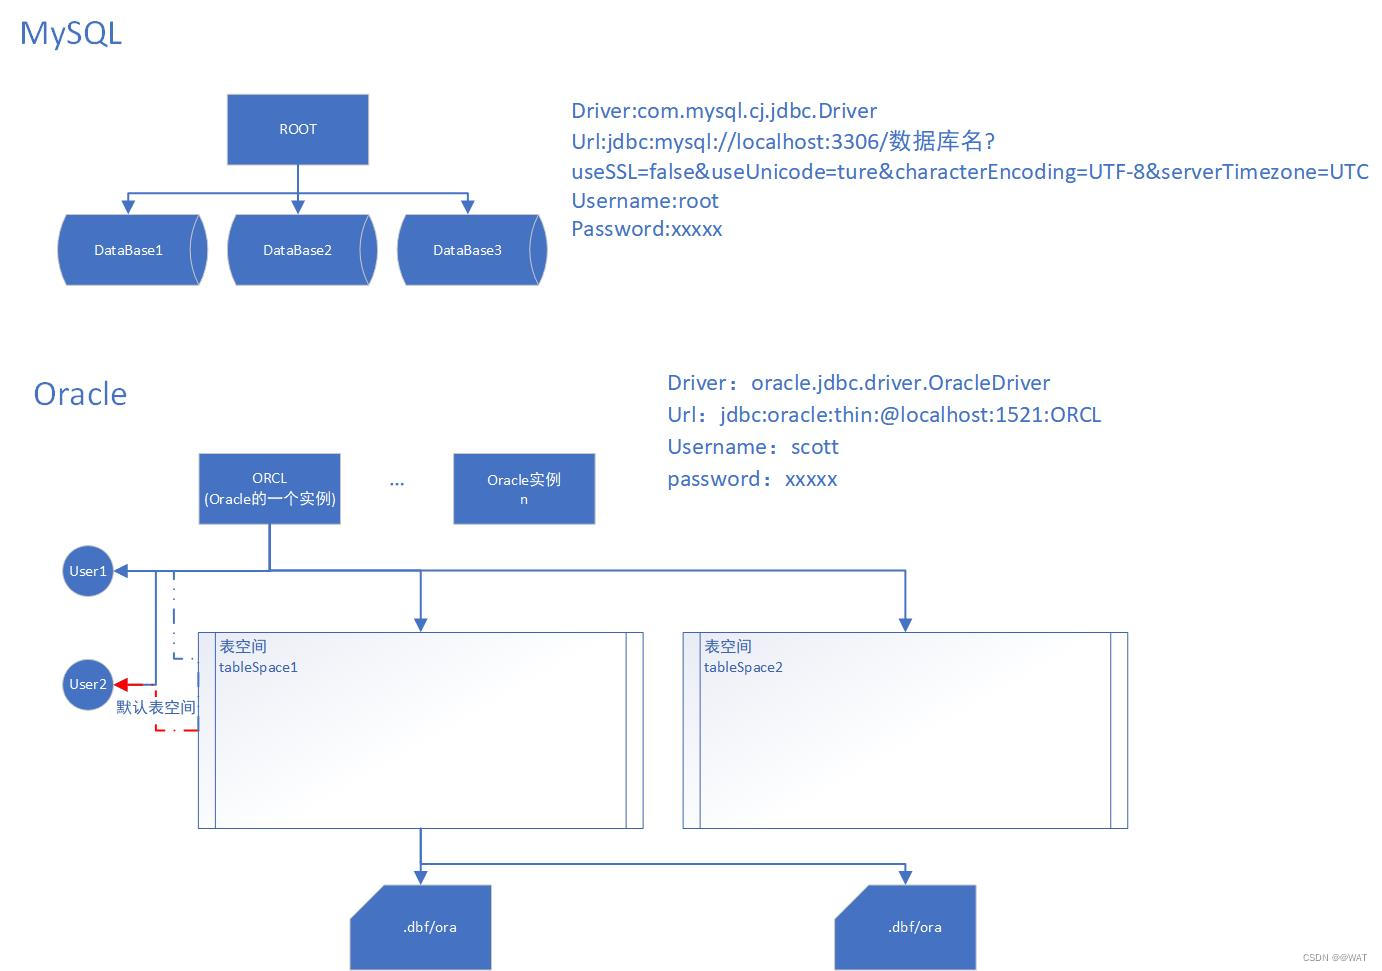 MySQL
ROOT
DataBase1
DataBase2
DataBase3
Driver:com.mysql.cj.jdbc.Driver
Url:jdbc:mysql://localhost:3306/数据库名?
useSSL=false&useUnicode=ture&characterEncoding=UTF-8&serverTimezone=UTC
Username:root
Password:xxxxx
Oracle
Driver：oracle.jdbc.driver.OracleDriver
Url：jdbc:oracle:thin:@localhost:1521:ORCL
Username：scott
password：xxxxx
ORCL
(Oracle的一个实例)
...
Oracle实例
n
User1
User2
默认表空间
表空间
tableSpace1
表空间
tableSpace2
.dbf/ora
.dbf/ora
CSDN @@WAT